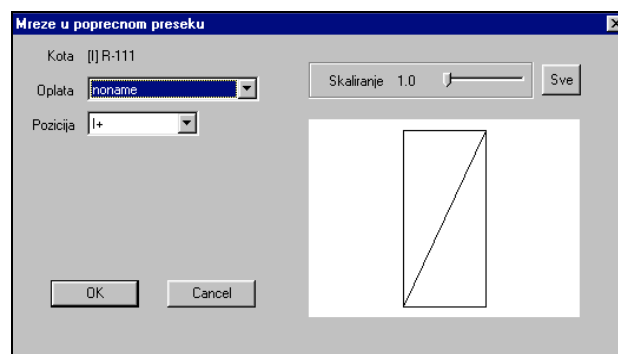 Mreze u poprecnom preseku
Kota [I] R-111
Oplata noname
Pozicija I+
Skaliranje 1.0
Sve
OK
Cancel